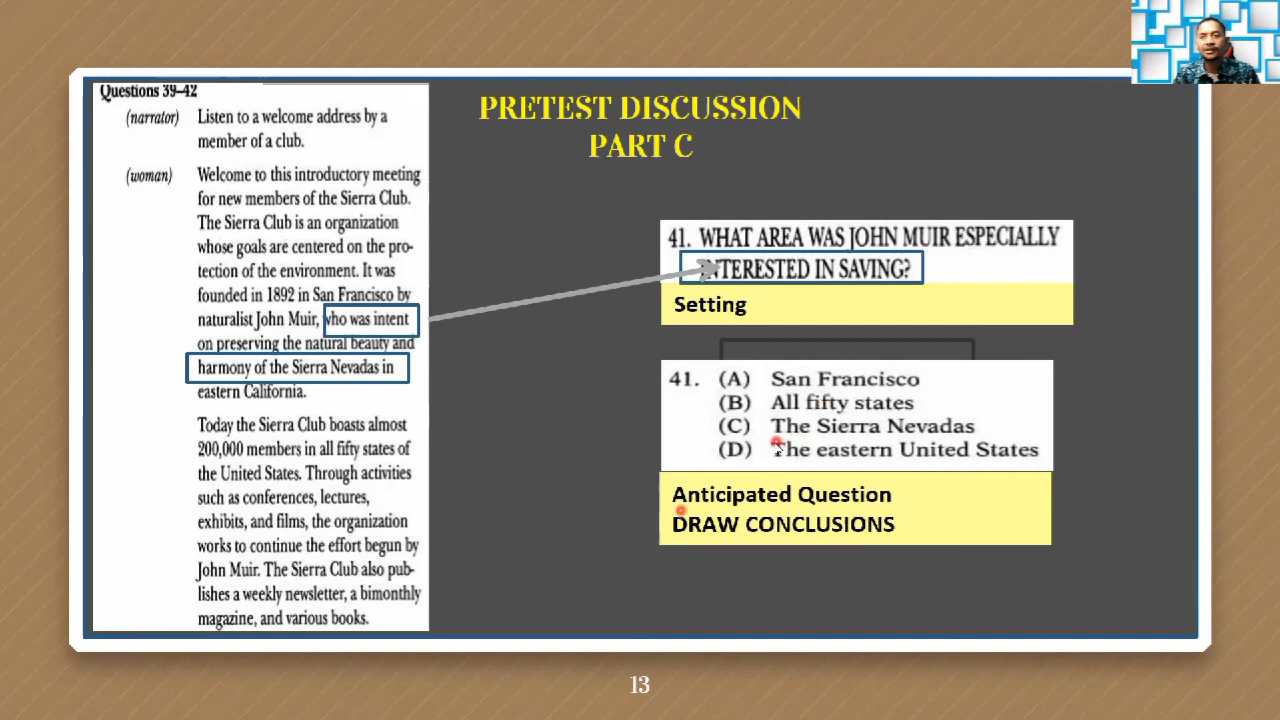 Questions 39–42
(narrator) Listen to a welcome address by a
member of a club.
(woman) Welcome to this introductory meeting
for new members of the Sierra Club.
The Sierra Club is an organization
whose goals are centered on the pro-
tection of the environment. It was
founded in 1892 in San Francisco by
naturalist John Muir, who was intent
on preserving the natural beauty and
harmony of the Sierra Nevadas in
eastern California.
Today the Sierra Club boasts almost
200,000 members in all fifty states of
the United States. Through activities
such as conferences, lectures,
exhibits, and films, the organization
works to continue the effort begun by
John Muir. The Sierra Club also pub-
lishes a weekly newsletter, a bimonthly
magazine, and various books.
PRETEST DISCUSSION
PART C
41. WHAT AREA WAS JOHN MUIR ESPECIALLY
INTERESTED IN SAVING?
Setting
41. (A) San Francisco
(B) All fifty states
(C) The Sierra Nevadas
(D) The eastern United States
Anticipated Question
DRAW CONCLUSIONS
13